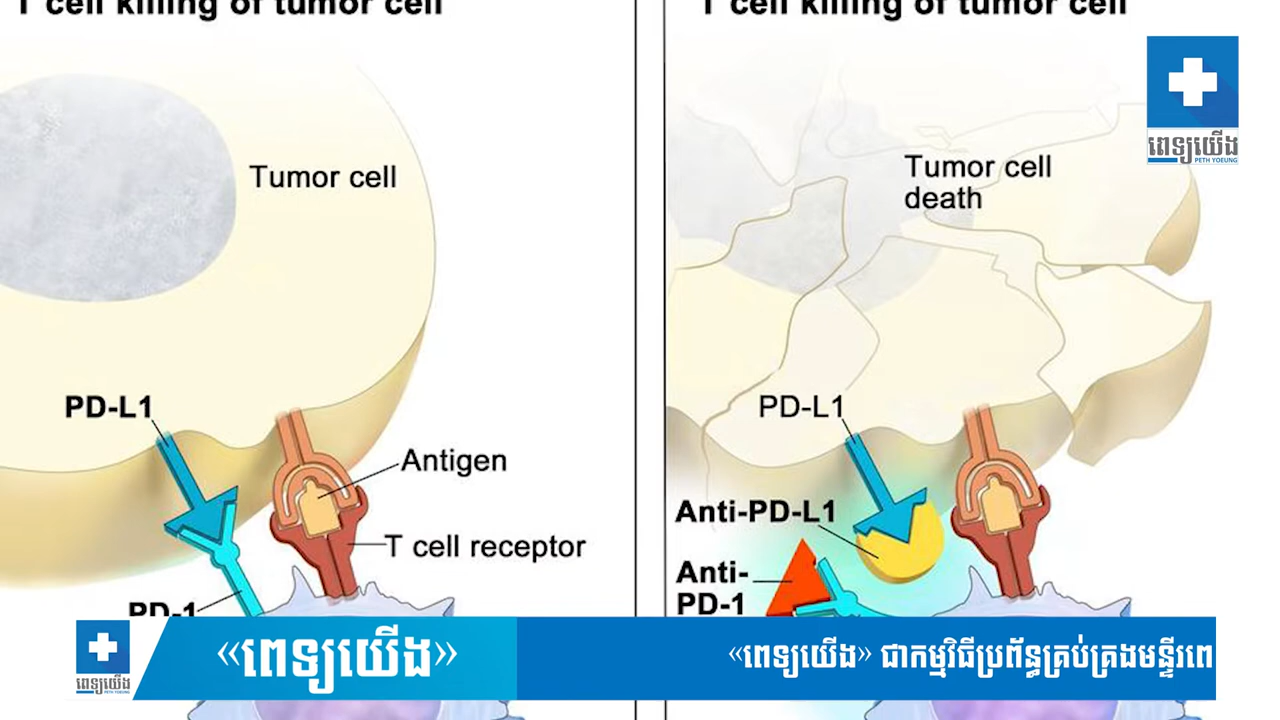 T cell killing of tumor cell
Tumor cell
PD-L1
Antigen
T cell receptor
PD-1
T cell killing of tumor cell
Tumor cell
death
PD-L1
Anti-PD-L1
Anti-
PD-1
ពេទ្យយើង
PETH YOEUNG
ពេទ្យយើង
PETH YOEUNG
«ពេទ្យយើង»
«ពេទ្យយើង» ជាកម្មវិធីប្រព័ន្ធគ្រប់គ្រងមន្ទីរពេ